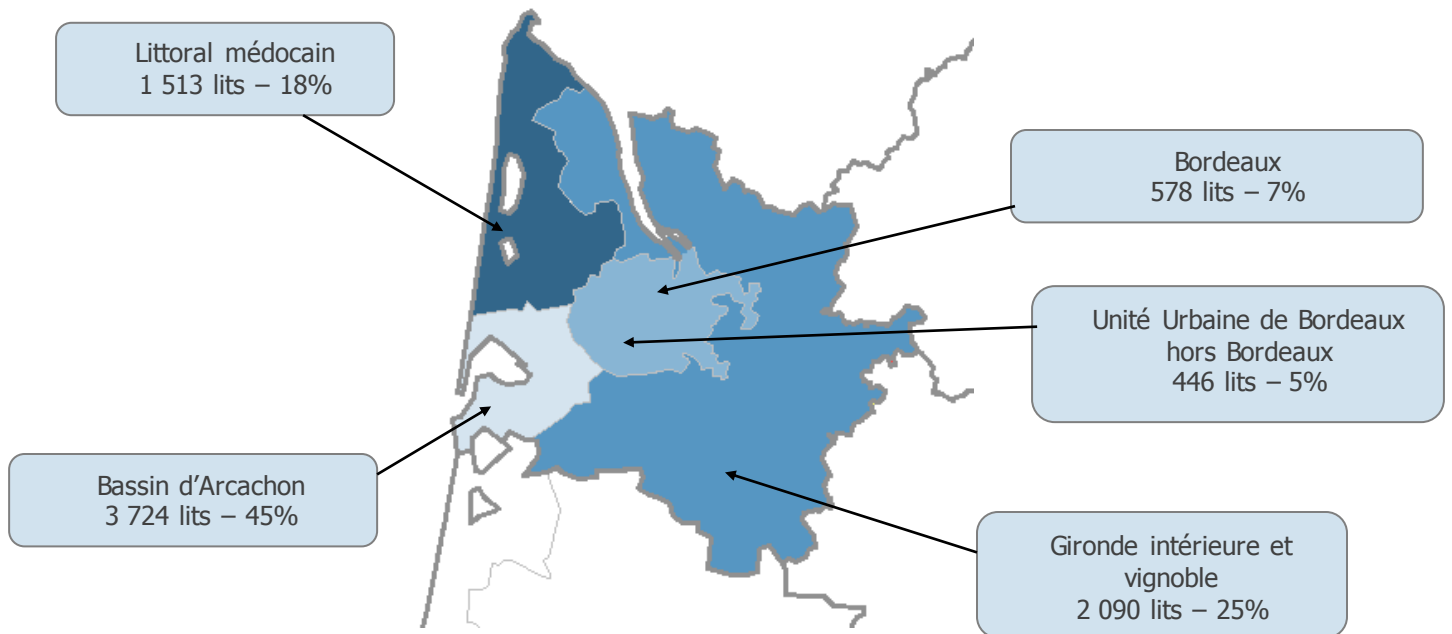 Littoral médocain
1 513 lits – 18%
Bordeaux
578 lits – 7%
Unité Urbaine de Bordeaux
hors Bordeaux
446 lits – 5%
Bassin d’Arcachon
3 724 lits – 45%
Gironde intérieure et
vignoble
2 090 lits – 25%